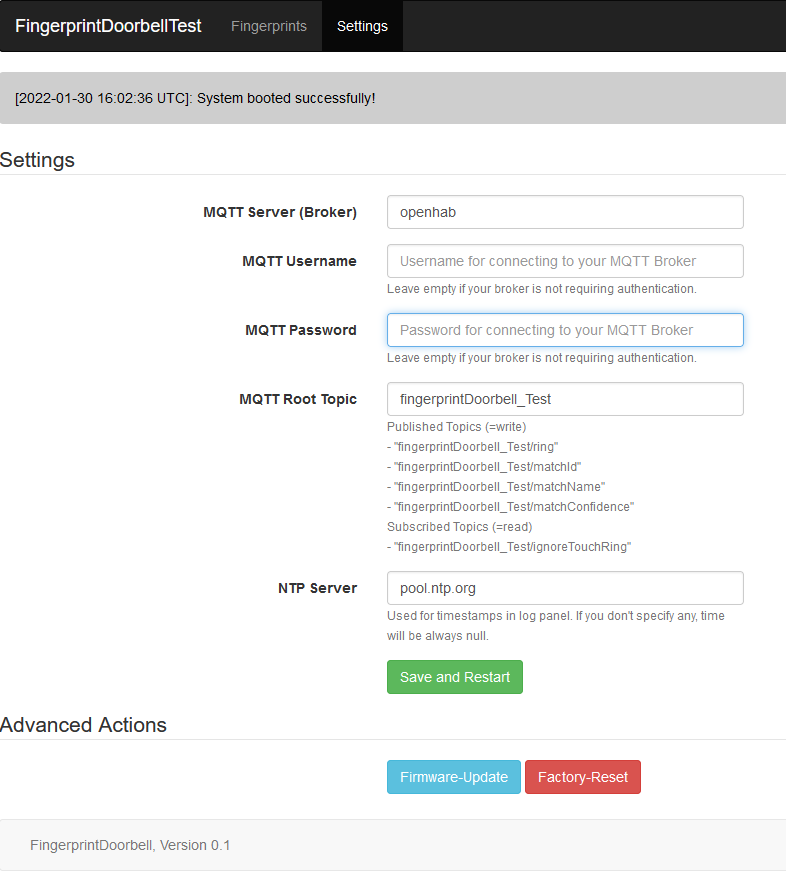 FingerprintDoorbellTest Fingerprints Settings
[2022-01-30 16:02:36 UTC]: System booted successfully!
Settings
MQTT Server (Broker) openhab
MQTT Username Username for connecting to your MQTT Broker
Leave empty if your broker is not requiring authentication.
MQTT Password Password for connecting to your MQTT Broker
Leave empty if your broker is not requiring authentication.
MQTT Root Topic fingerprintDoorbell_Test
Published Topics (=write)
- "fingerprintDoorbell_Test/ring"
- "fingerprintDoorbell_Test/matchId"
- "fingerprintDoorbell_Test/matchName"
- "fingerprintDoorbell_Test/matchConfidence"
Subscribed Topics (=read)
- "fingerprintDoorbell_Test/ignoreTouchRing"
NTP Server pool.ntp.org
Used for timestamps in log panel. If you don't specify any, time
will be always null.
Save and Restart
Advanced Actions
Firmware-Update Factory-Reset
FingerprintDoorbell, Version 0.1